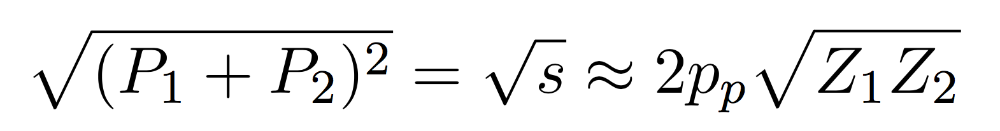 √(P₁ + P₂)² = √s ≈ 2pₚ√Z₁Z₂